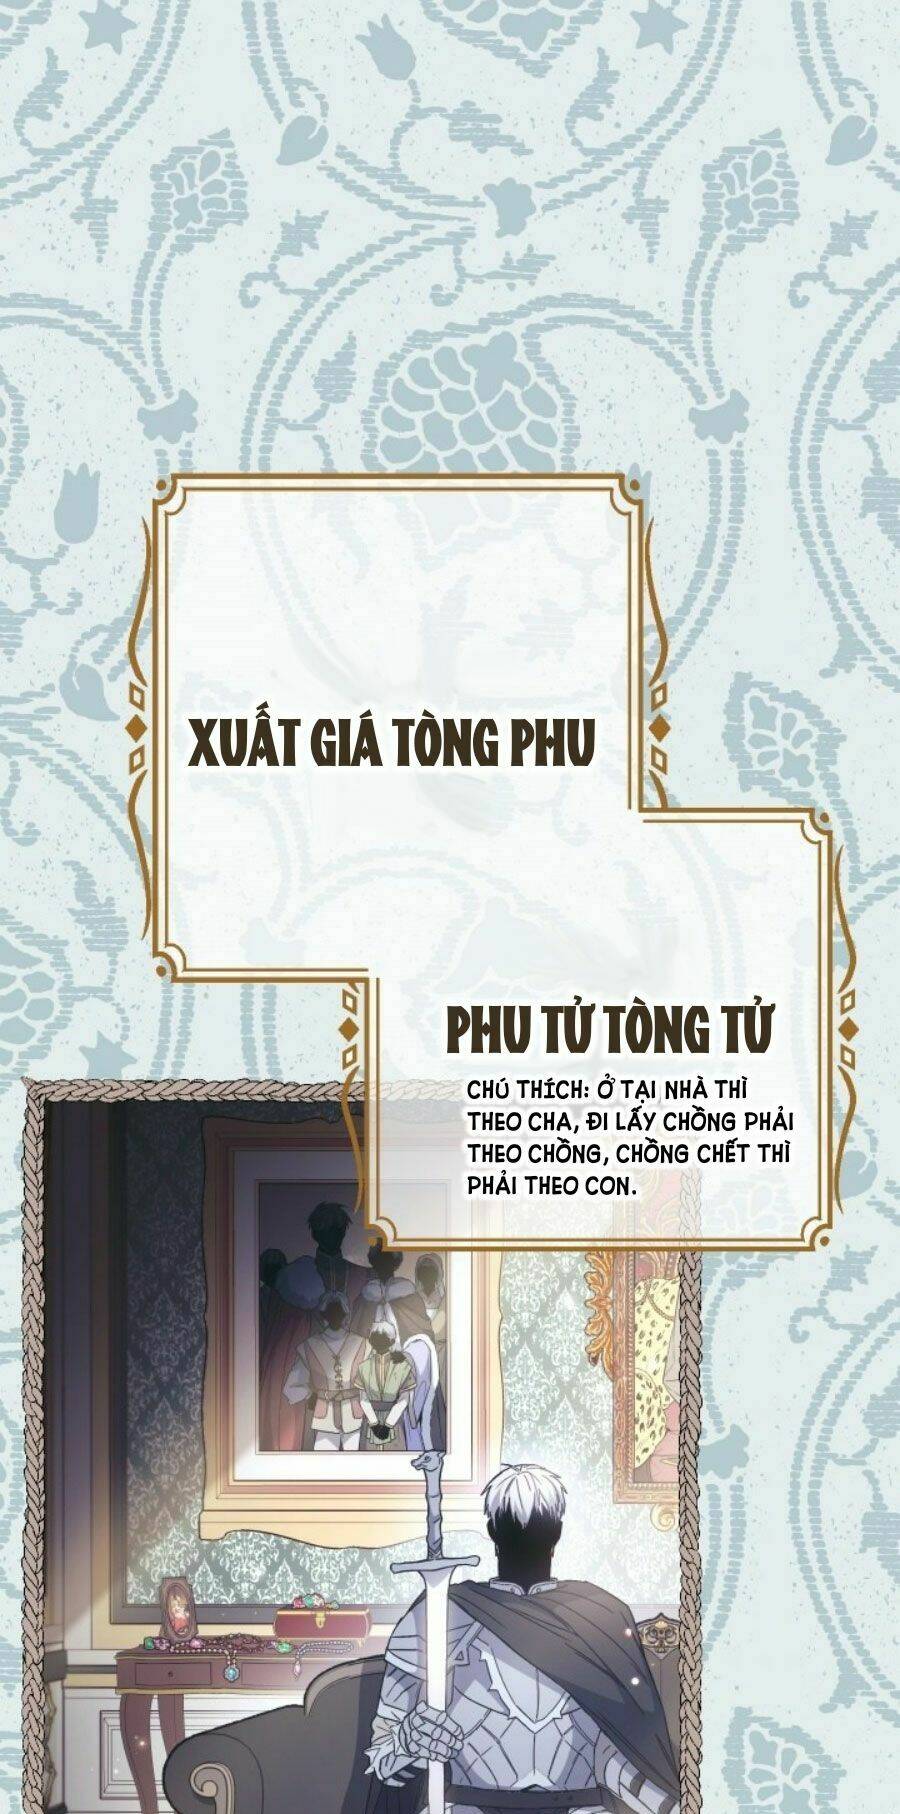 XUẤT GIÁ TÒNG PHU
PHU TỬ TÒNG TỬ
CHÚ THÍCH: Ở TẠI NHÀ THÌ
THEO CHA, ĐI LẤY CHỒNG PHẢI
THEO CHỒNG, CHỒNG CHẾT THÌ
PHẢI THEO CON.